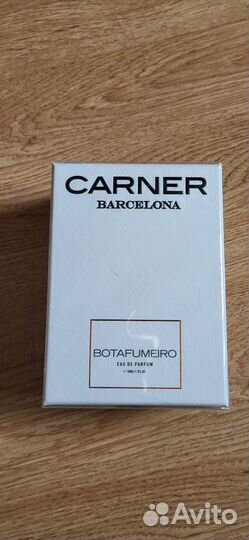 CARNER
BARCELONA
BOTAFUMEIRO
EAU DE PARFUM
Avito